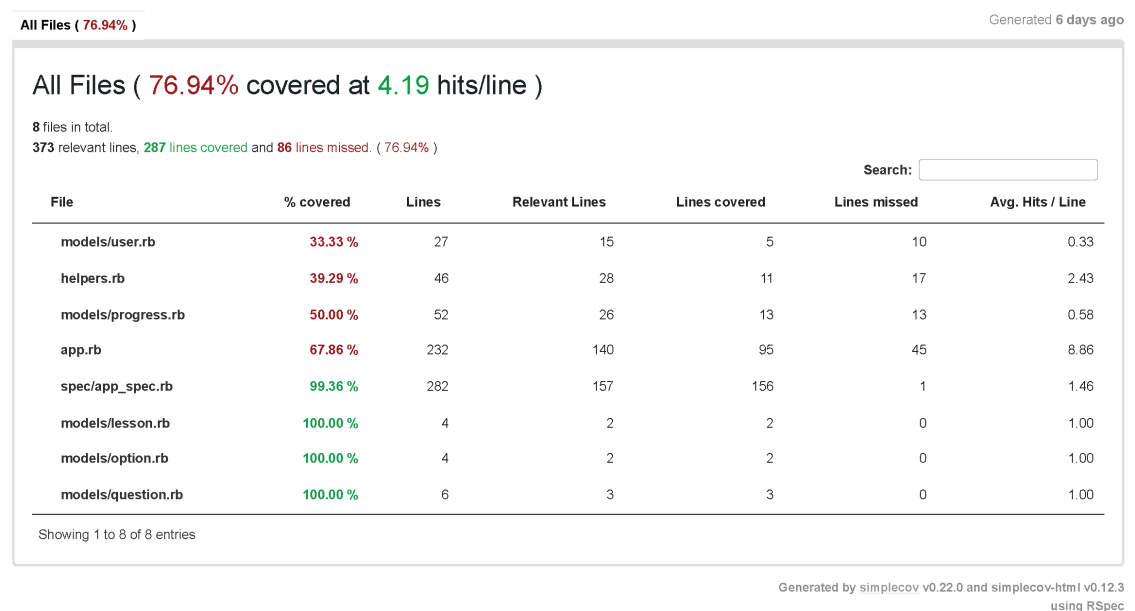 All Files ( 76.94% )
Generated 6 days ago
All Files ( 76.94% covered at 4.19 hits/line )
8 files in total.
373 relevant lines, 287 lines covered and 86 lines missed. ( 76.94% )
Search:
File % covered Lines Relevant Lines Lines covered Lines missed Avg. Hits / Line
models/user.rb 33.33 % 27 15 5 10 0.33
helpers.rb 39.29 % 46 28 11 17 2.43
models/progress.rb 50.00 % 52 26 13 13 0.58
app.rb 67.86 % 232 140 95 45 8.86
spec/app_spec.rb 99.36 % 282 157 156 1 1.46
models/lesson.rb 100.00 % 4 2 2 0 1.00
models/option.rb 100.00 % 4 2 2 0 1.00
models/question.rb 100.00 % 6 3 3 0 1.00
Showing 1 to 8 of 8 entries
Generated by simplecov v0.22.0 and simplecov-html v0.12.3
using RSpec